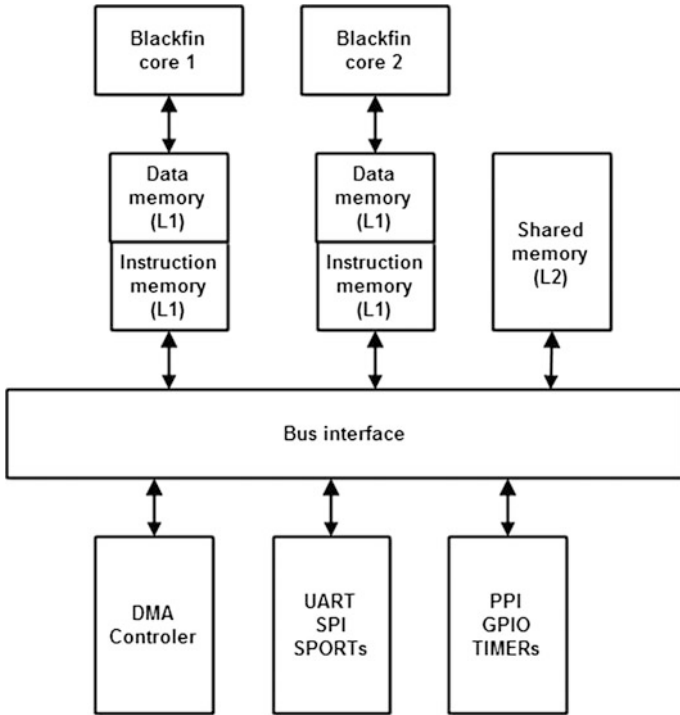 Blackfin
core 1
Blackfin
core 2
Data
memory
(L1)
Instruction
memory
(L1)
Data
memory
(L1)
Instruction
memory
(L1)
Shared
memory
(L2)
Bus interface
DMA
Controler
UART
SPI
SPORTs
PPI
GPIO
TIMERs